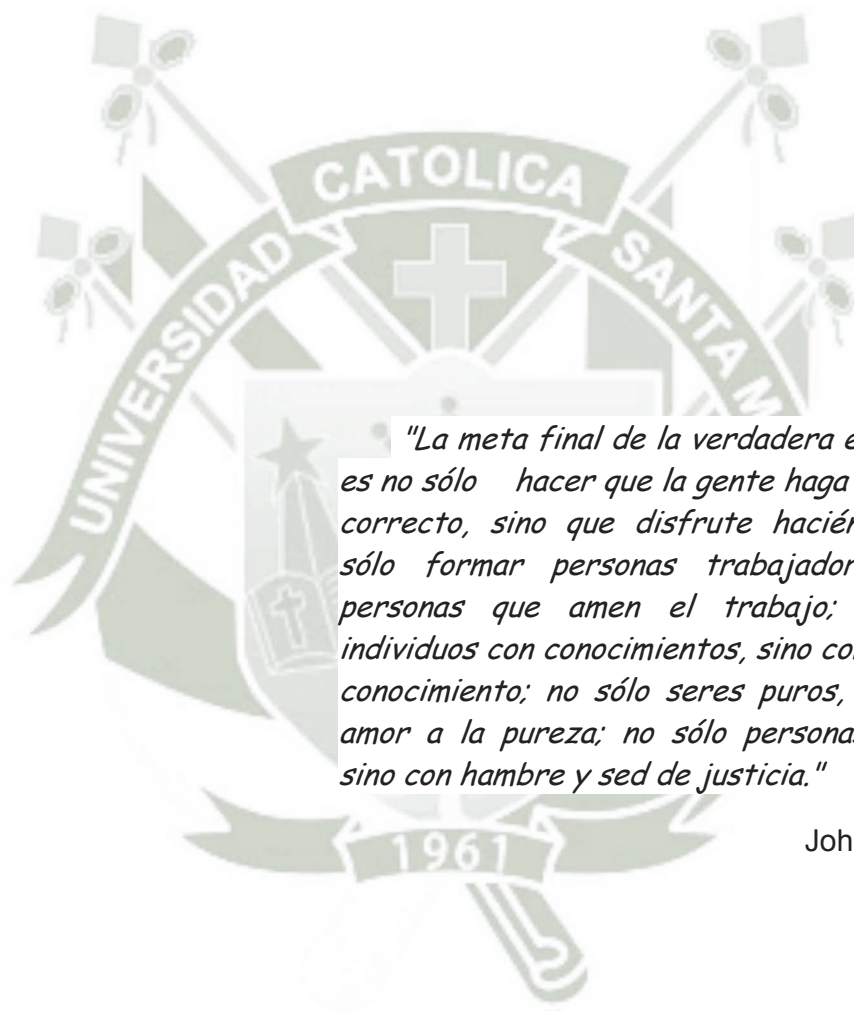 UNIVERSIDAD CATOLICA SANTA M
"La meta final de la verdadera e
es no sólo hacer que la gente haga
correcto, sino que disfrute hacié
sólo formar personas trabajador
personas que amen el trabajo;
individuos con conocimientos, sino co
conocimiento; no sólo seres puros,
amor a la pureza; no sólo persona
sino con hambre y sed de justicia."
Joh
1961